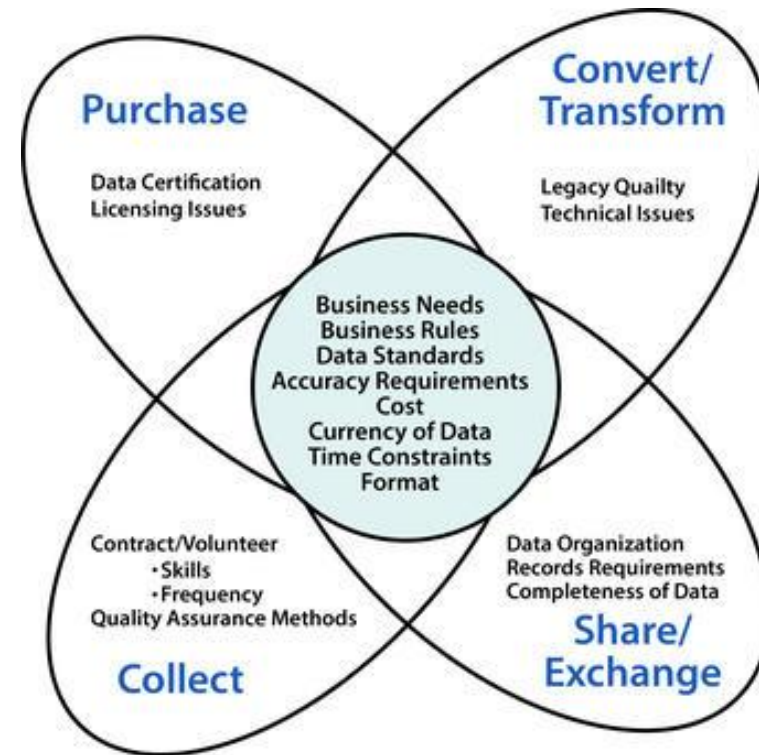 Purchase
Data Certification
Licensing Issues
Convert/
Transform
Legacy Quailty
Technical Issues
Business Needs
Business Rules
Data Standards
Accuracy Requirements
Cost
Currency of Data
Time Constraints
Format
Contract/Volunteer
•Skills
•Frequency
Quality Assurance Methods
Collect
Data Organization
Records Requirements
Completeness of Data
Share/
Exchange